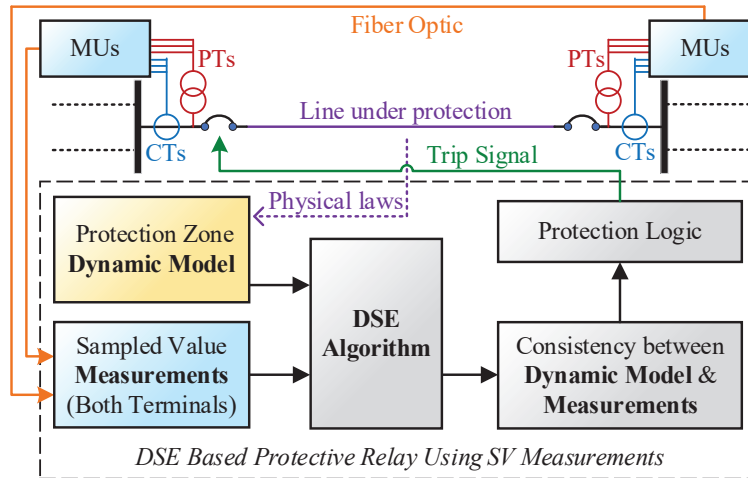 MUs
Fiber Optic
MUs
PTs
PTs
Line under protection
CTs
CTs
Trip Signal
Physical laws
Protection Zone
Dynamic Model
Protection Logic
DSE
Algorithm
Sampled Value
Measurements
(Both Terminals)
Consistency between
Dynamic Model &
Measurements
DSE Based Protective Relay Using SV Measurements